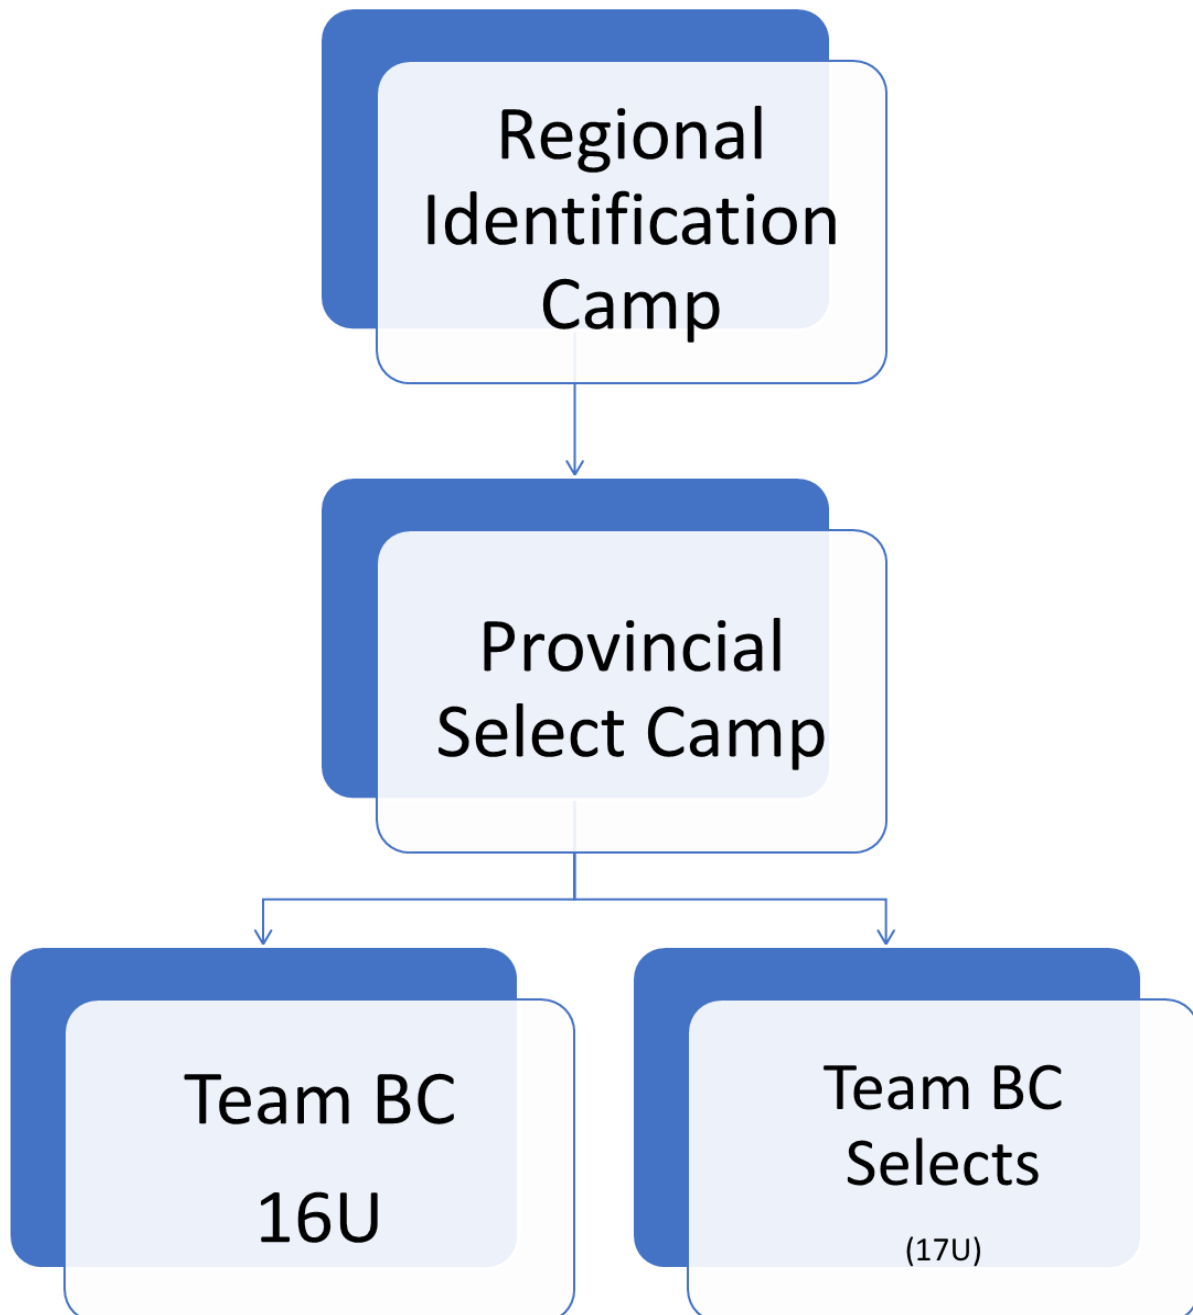 Regional
Identification
Camp
Provincial
Select Camp
Team BC
16U
Team BC
Selects
(17U)